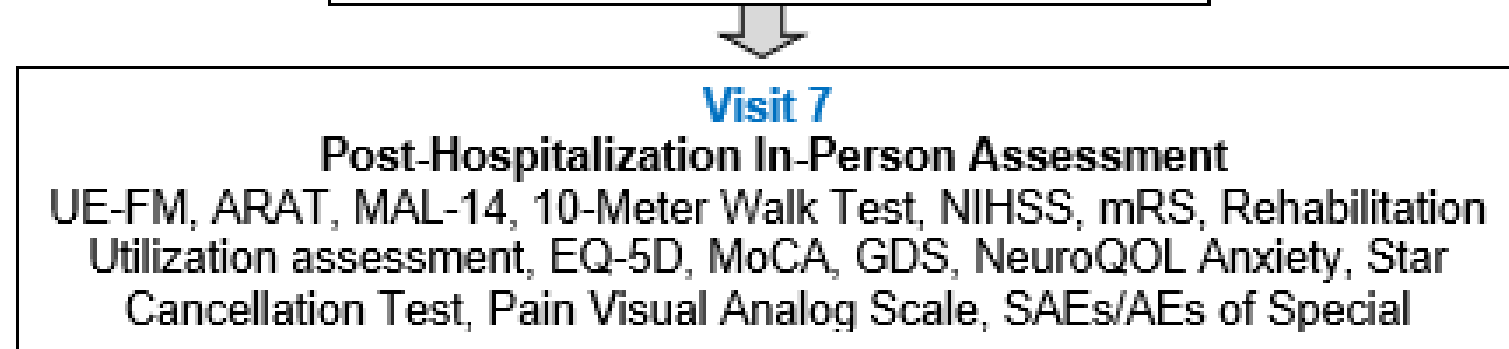 Visit 7
Post-Hospitalization In-Person Assessment
UE-FM, ARAT, MAL-14, 10-Meter Walk Test, NIHSS, mRS, Rehabilitation
Utilization assessment, EQ-5D, MoCA, GDS, NeuroQOL Anxiety, Star
Cancellation Test, Pain Visual Analog Scale, SAEs/AEs of Special